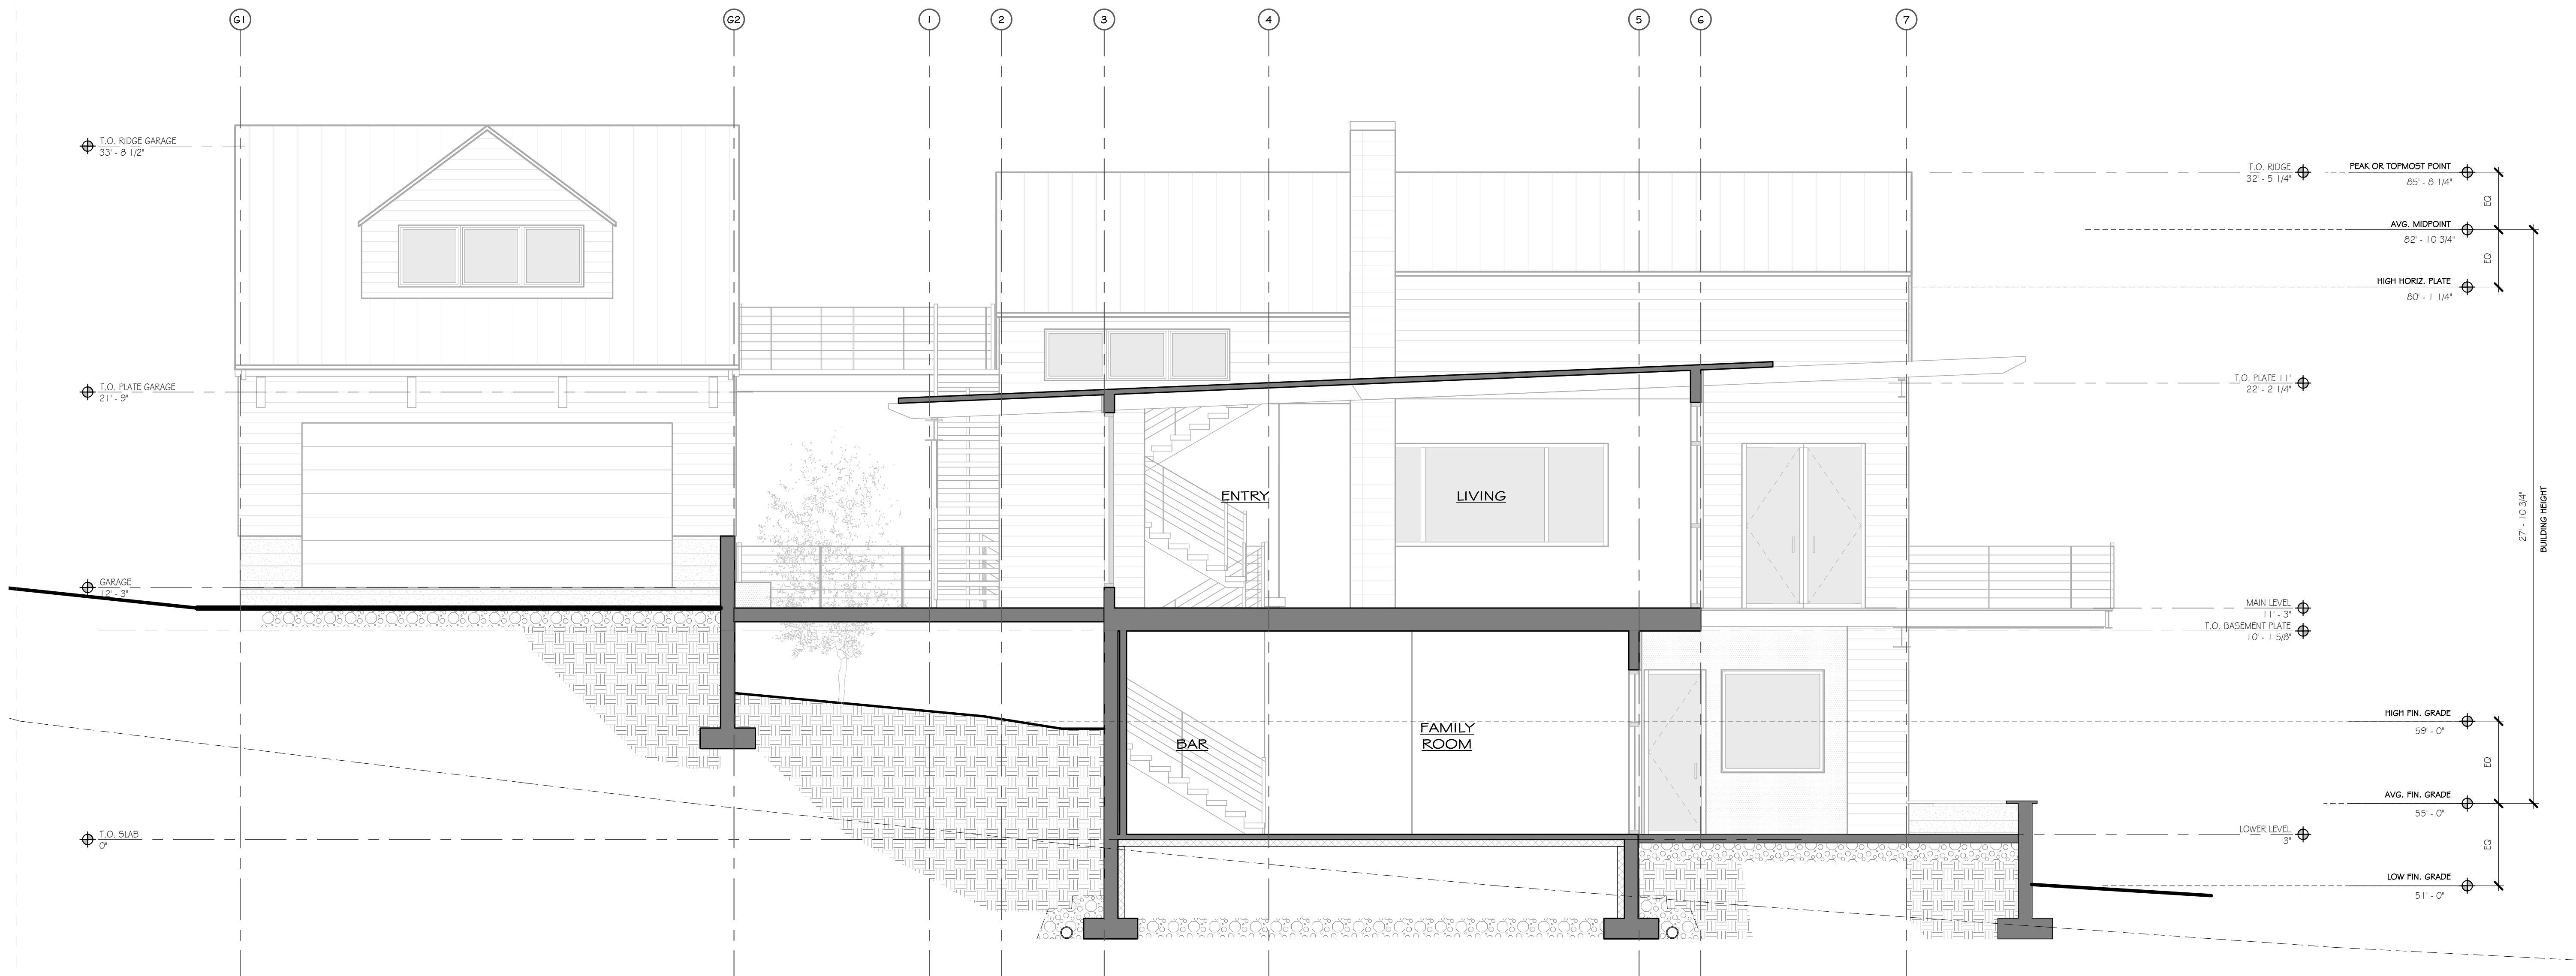 G1 G2 1 2 3 4 5 6 7
T.O. RIDGE GARAGE
33' - 8 1/2"
T.O. RIDGE
32' - 5 1/4"
PEAK OR TOPMOST POINT
85' - 8 1/4"
EQ
AVG. MIDPOINT
82' - 10 3/4"
EQ
HIGH HORIZ. PLATE
80' - 1 1/4"
T.O. PLATE GARAGE
21' - 9"
T.O. PLATE 11'
22' - 2 1/4"
ENTRY
LIVING
27' - 10 3/4"
BUILDING HEIGHT
GARAGE
12' - 3"
MAIN LEVEL
11' - 3"
T.O. BASEMENT PLATE
10' - 1 5/8"
BAR
FAMILY
ROOM
HIGH FIN. GRADE
59' - 0"
EQ
AVG. FIN. GRADE
55' - 0"
T.O. SLAB
0"
LOWER LEVEL
3"
EQ
LOW FIN. GRADE
51' - 0"